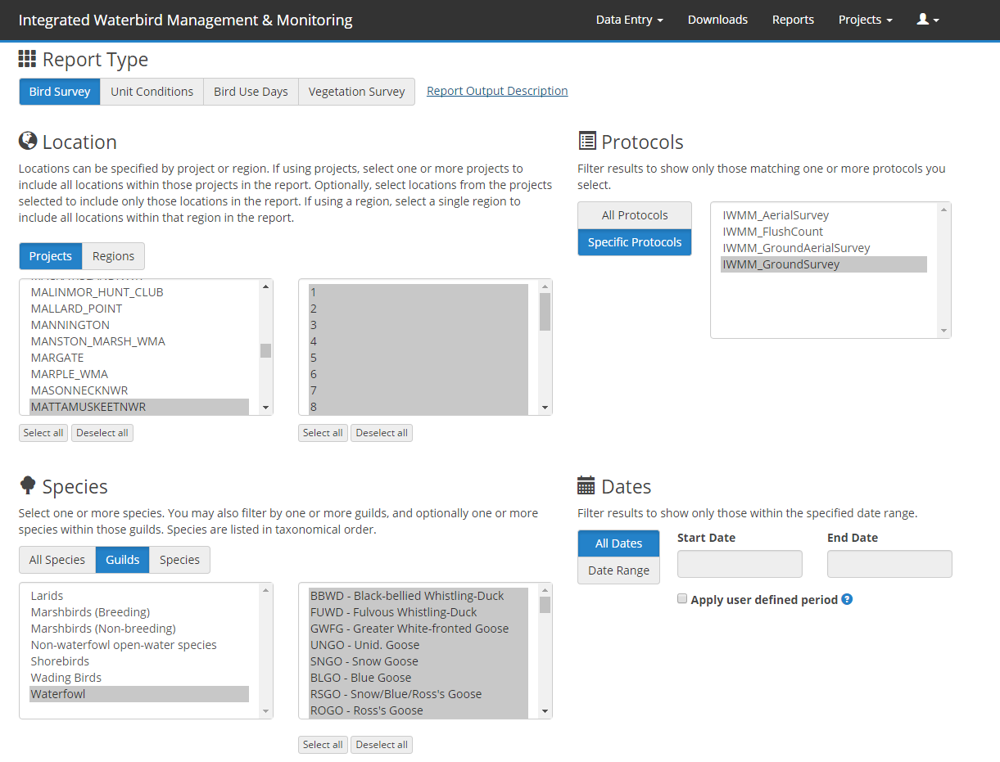 Integrated Waterbird Management & Monitoring
Data Entry
Downloads
Reports
Projects
Report Type
Bird Survey
Unit Conditions
Bird Use Days
Vegetation Survey
Report Output Description
Location
Locations can be specified by project or region. If using projects, select one or more projects to
include all locations within those projects in the report. Optionally, select locations from the projects
selected to include only those locations in the report. If using a region, select a single region to
include all locations within that region in the report.
Projects
Regions
MALINMOR_HUNT_CLUB
MALLARD_POINT
MANNINGTON
MANSTON_MARSH_WMA
MARGATE
MARPLE_WMA
MASONNECKNWR
MATTAMUSKEETNWR
Select all
Deselect all
1
2
3
4
5
6
7
8
Select all
Deselect all
Protocols
Filter results to show only those matching one or more protocols you
select.
All Protocols
Specific Protocols
IWMM_AerialSurvey
IWMM_FlushCount
IWMM_GroundAerialSurvey
IWMM_GroundSurvey
Species
Select one or more species. You may also filter by one or more guilds, and optionally one or more
species within those guilds. Species are listed in taxonomical order.
All Species
Guilds
Species
Larids
Marshbirds (Breeding)
Marshbirds (Non-breeding)
Non-waterfowl open-water species
Shorebirds
Wading Birds
Waterfowl
BBWD - Black-bellied Whistling-Duck
FUWD - Fulvous Whistling-Duck
GWFG - Greater White-fronted Goose
UNGO - Unid. Goose
SNGO - Snow Goose
BLGO - Blue Goose
RSGO - Snow/Blue/Ross's Goose
ROGO - Ross's Goose
Select all
Deselect all
Dates
Filter results to show only those within the specified date range.
All Dates
Date Range
Start Date
End Date
Apply user defined period ?